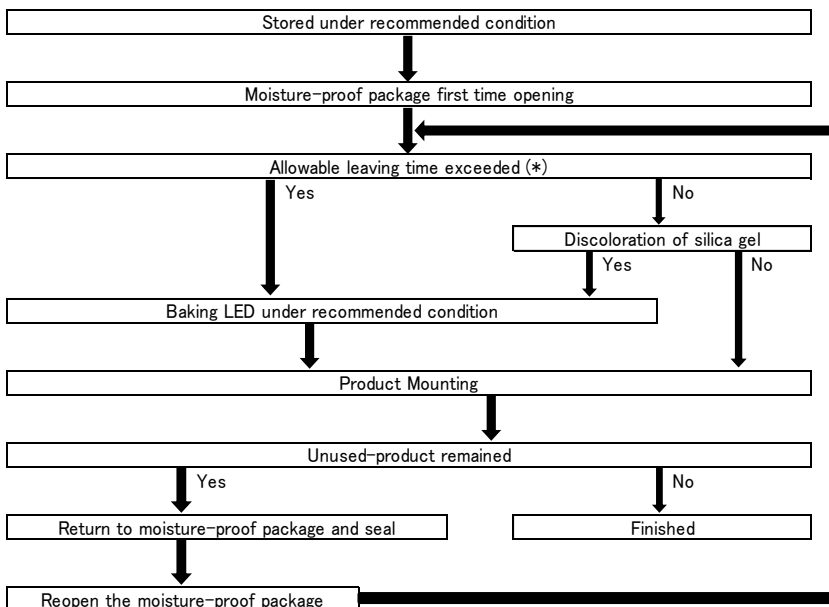 Stored under recommended condition
Moisture-proof package first time opening
Allowable leaving time exceeded (*)
Yes
No
Discoloration of silica gel
Yes
No
Baking LED under recommended condition
Product Mounting
Unused-product remained
Yes
No
Return to moisture-proof package and seal
Finished
Reopen the moisture-proof package